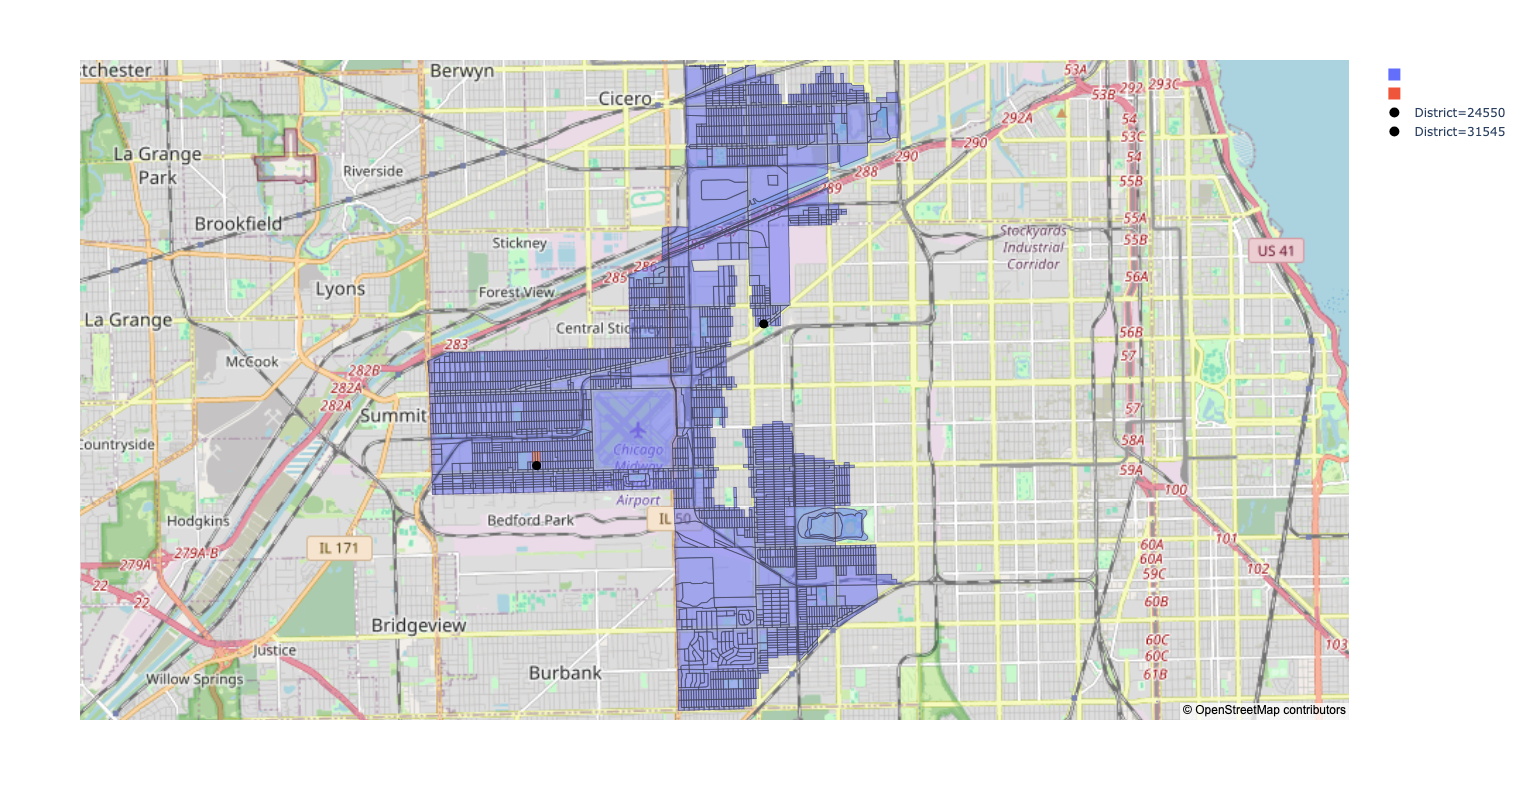 tchester
Berwyn
Cicero
53A
292
293C
53B
292A
54
53C
290
290
54
288
55B
289
La Grange
Park
Riverside
Brookfield
55A
Stockyards
Industrial
Corridor
55B
Stickney
US 41
286
285
56A
Lyons
Forest View
La Grange
Central Stickney
56B
283
57
McCook
282B
282A
282A
Summit
57
Countryside
58A
Chicago
Midway
Airport
59A
100
Bedford Park
IL 50
Hodgkins
IL 171
279A-B
279A
101
60A
60A
59C
102
22
22
60B
Bridgeview
Justice
60C
60C
61B
103
Burbank
Willow Springs
© OpenStreetMap contributors
District=24550
District=31545